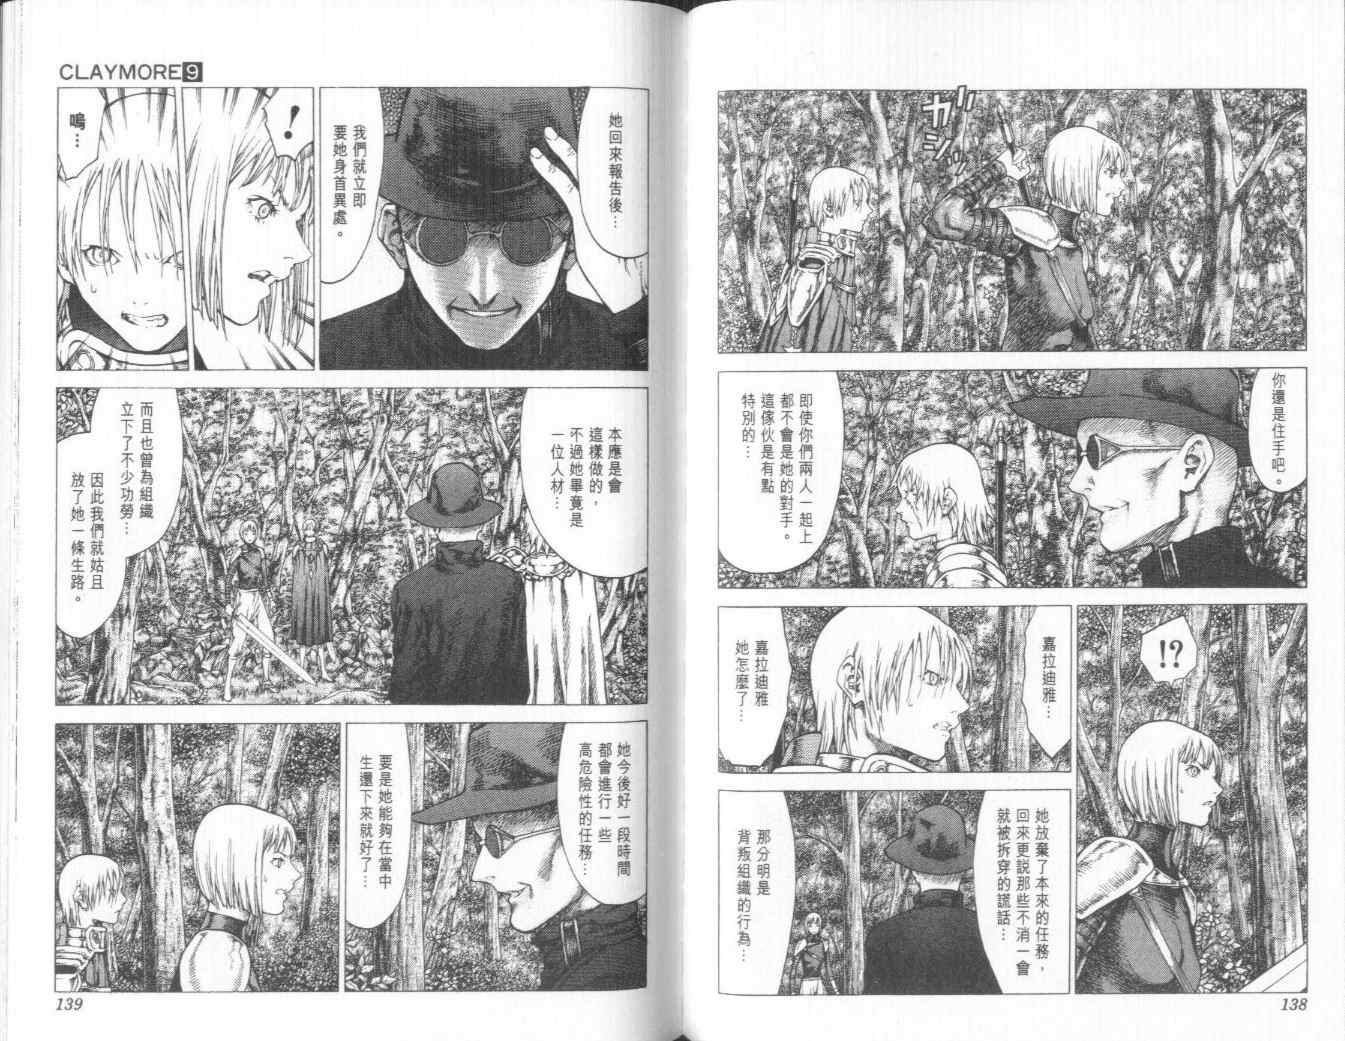 ガシッ
你還是住手吧。
即使你們兩人一起上
都不會是她的對手。
這傢伙是有點
特別的…
!?
嘉拉迪雅…
嘉拉迪雅
她怎麼了…
她放棄了本來的任務，
回來更説那些不消一會
就被拆穿的謊話…
那分明是
背叛組織的行為…
138
CLAYMORE9
她回來報告後…
我們就立即
要她身首異處。
!
嗚…
本應是會
這樣做的，
不過她畢竟是
一位人材…
而且也曾為組織
立下了不少功勞…
因此我們就姑且
放了她一條生路。
她今後好一段時間
都會進行一些
高危險性的任務…
要是她能夠在當中
生還下來就好了…
139